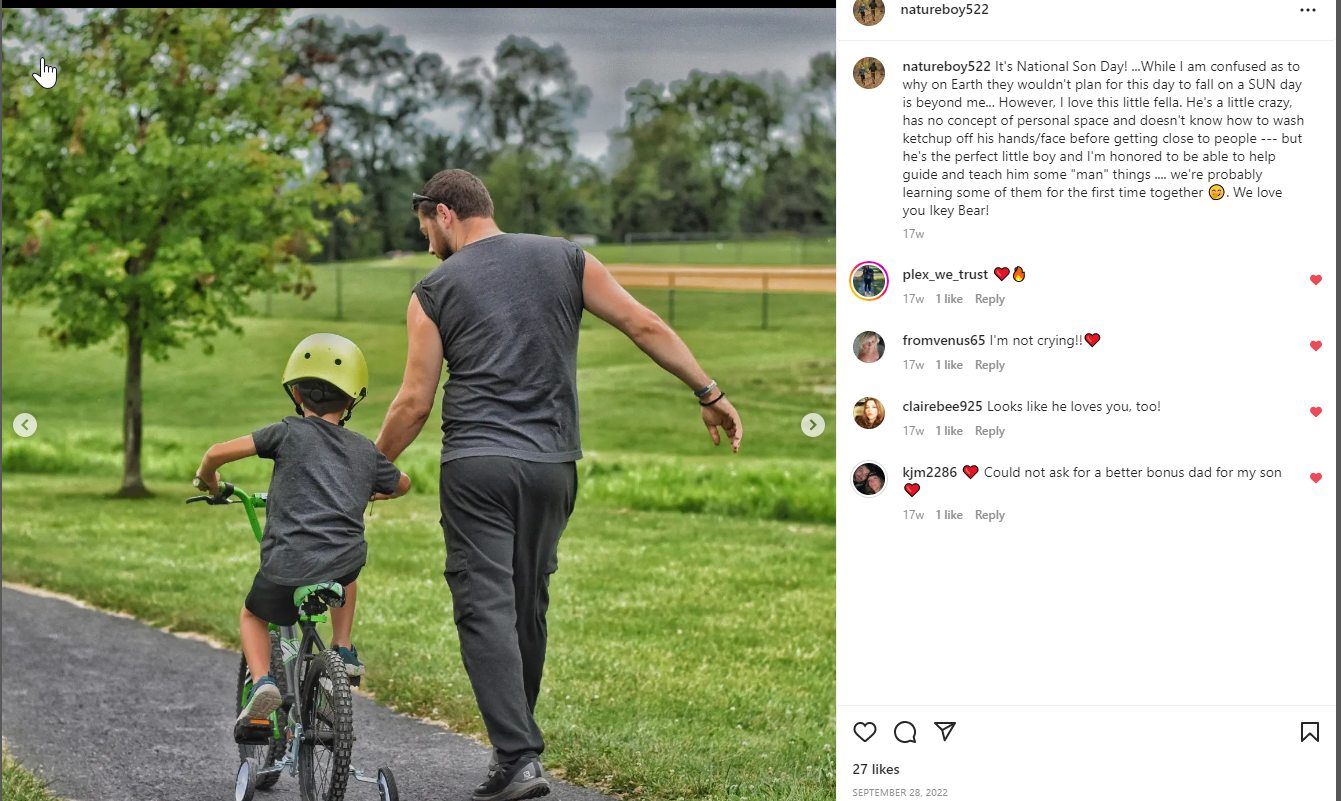 natureboy522
natureboy522 It's National Son Day! ...While I am confused as to
why on Earth they wouldn't plan for this day to fall on a SUN day
is beyond me... However, I love this little fella. He's a little crazy,
has no concept of personal space and doesn't know how to wash
ketchup off his hands/face before getting close to people --- but
he's the perfect little boy and I'm honored to be able to help
guide and teach him some "man" things .... we're probably
learning some of them for the first time together 😊. We love
you Ikey Bear!
17w
plex_we_trust ❤️🔥
17w 1 like Reply
fromvenus65 I'm not crying!!❤️
17w 1 like Reply
clairebee925 Looks like he loves you, too!
17w 1 like Reply
kjm2286 ❤️ Could not ask for a better bonus dad for my son
❤️
17w 1 like Reply
27 likes
SEPTEMBER 28, 2022